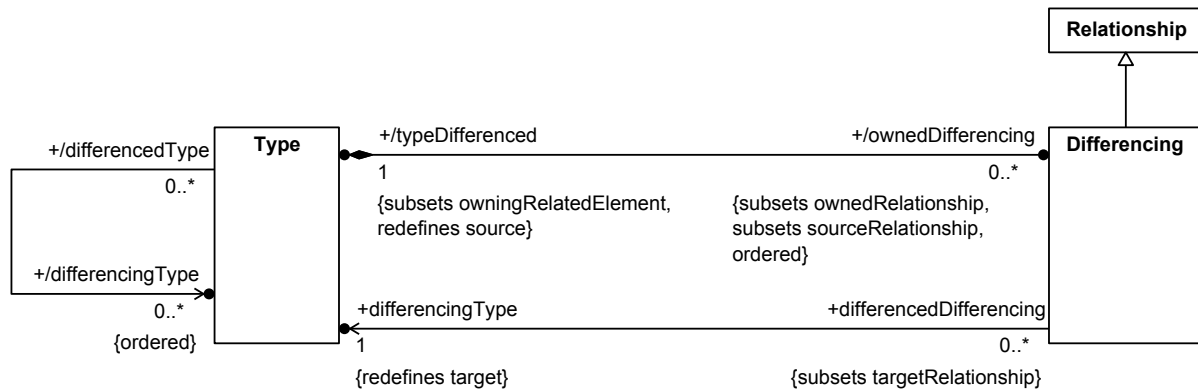 Relationship
+/differencedType
0..*
Type
+/typeDifferenced
1
{subsets owningRelatedElement,
redefines source}
+/ownedDifferencing
0..*
{subsets ownedRelationship,
subsets sourceRelationship,
ordered}
Differencing
+/differencingType
0..*
{ordered}
+differencingType
1
{redefines target}
+differencedDifferencing
0..*
{subsets targetRelationship}